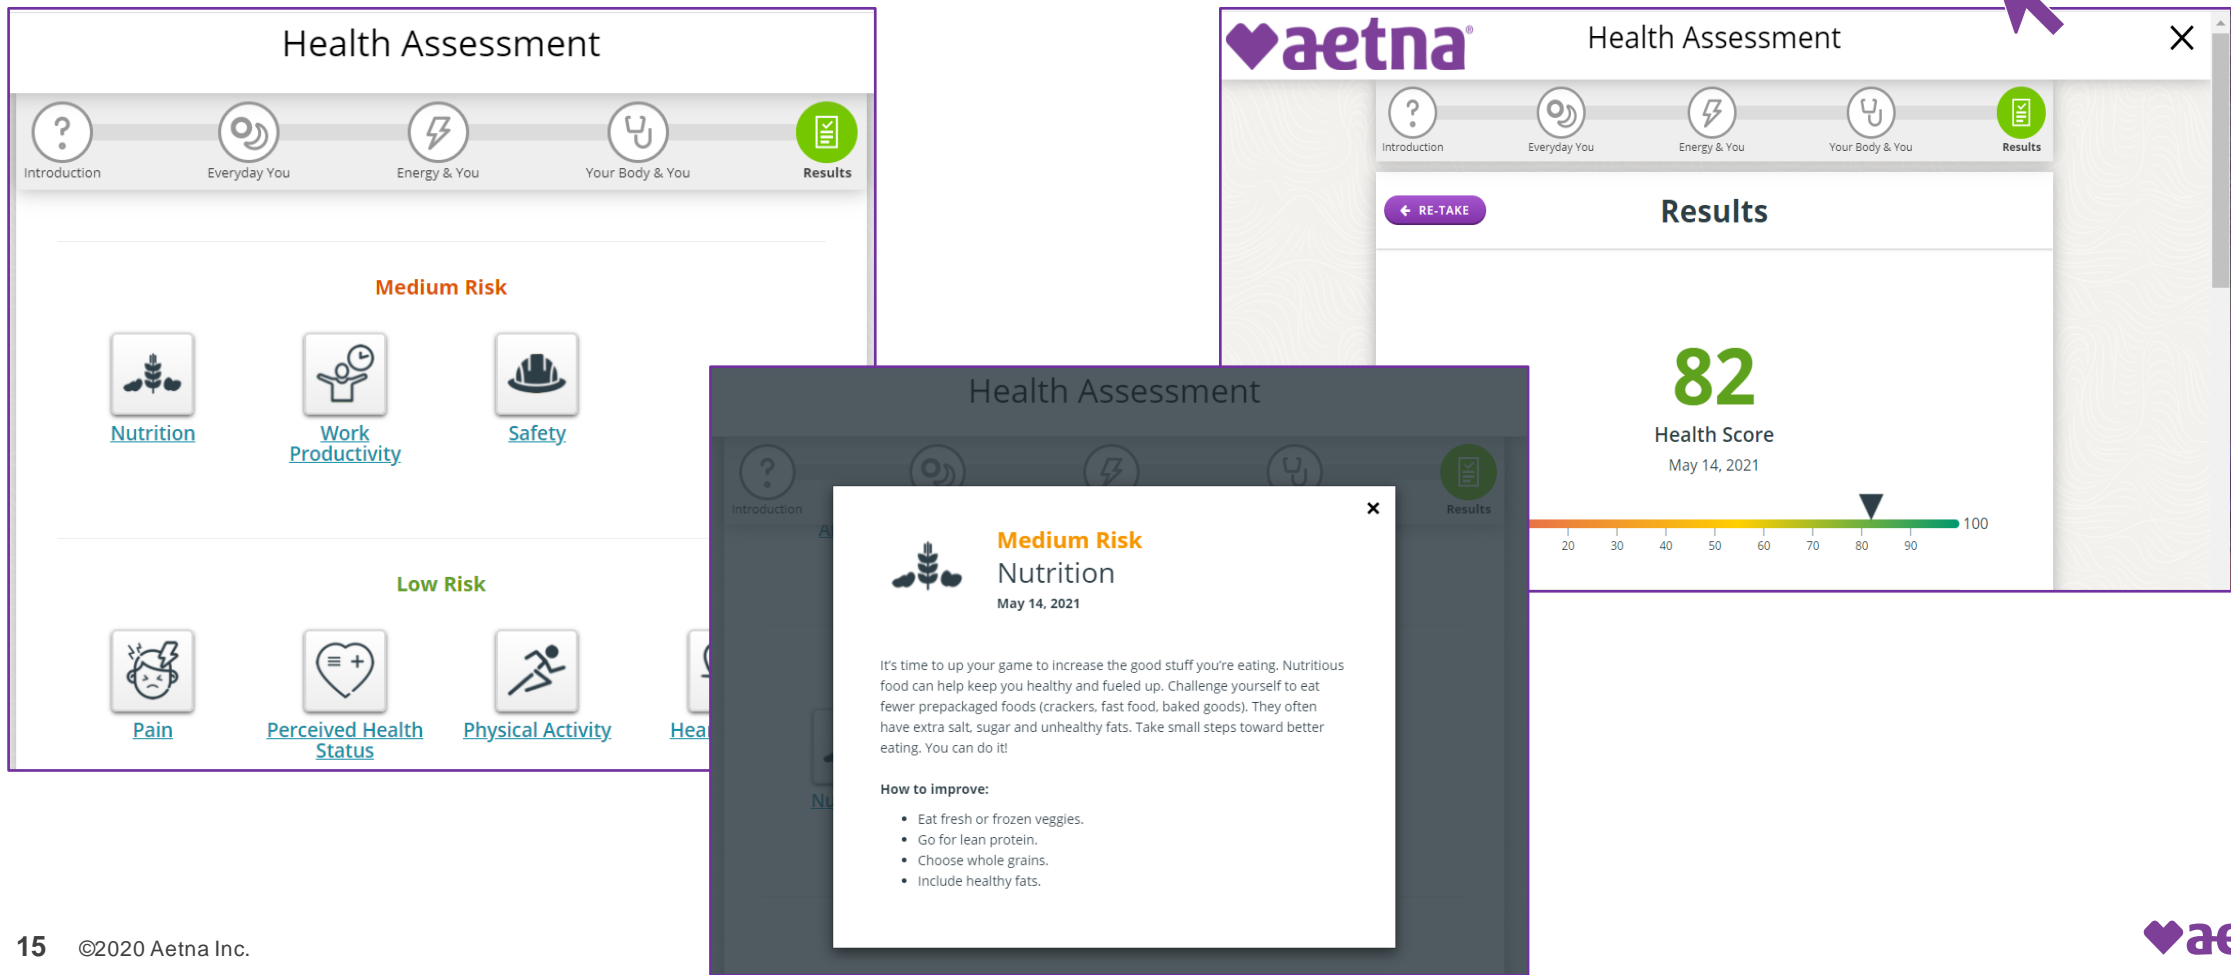 Health Assessment
?
Introduction
Everyday You
Energy & You
Your Body & You
Results
Medium Risk
Nutrition
Work
Productivity
Safety
Low Risk
Pain
Perceived Health
Status
Physical Activity
Hea
aetna®
Health Assessment
?
Introduction
Everyday You
Energy & You
Your Body & You
Results
RE-TAKE
Results
82
Health Score
May 14, 2021
100
20 30 40 50 60 70 80 90
Health Assessment
?
Introduction
Results
Nu
Medium Risk
Nutrition
May 14, 2021
It's time to up your game to increase the good stuff you're eating. Nutritious
food can help keep you healthy and fueled up. Challenge yourself to eat
fewer prepackaged foods (crackers, fast food, baked goods). They often
have extra salt, sugar and unhealthy fats. Take small steps toward better
eating. You can do it!
How to improve:
• Eat fresh or frozen veggies.
• Go for lean protein.
• Choose whole grains.
• Include healthy fats.
15 ©2020 Aetna Inc.
ae